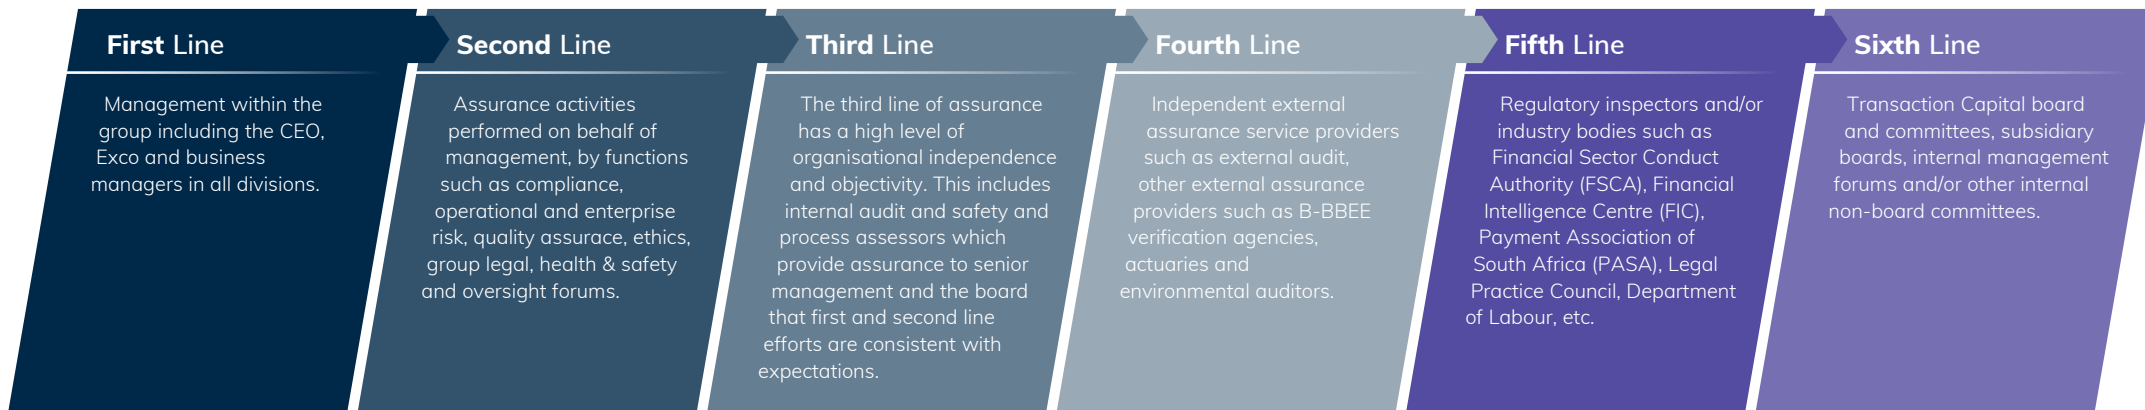 First Line
Management within the
group including the CEO,
Exco and business
managers in all divisions.
Second Line
Assurance activities
performed on behalf of
management, by functions
such as compliance,
operational and enterprise
risk, quality assurace, ethics,
group legal, health & safety
and oversight forums.
Third Line
The third line of assurance
has a high level of
organisational independence
and objectivity. This includes
internal audit and safety and
process assessors which
provide assurance to senior
management and the board
that first and second line
efforts are consistent with
expectations.
Fourth Line
Independent external
assurance service providers
such as external audit,
other external assurance
providers such as B-BBEE
verification agencies,
actuaries and
environmental auditors.
Fifth Line
Regulatory inspectors and/or
industry bodies such as
Financial Sector Conduct
Authority (FSCA), Financial
Intelligence Centre (FIC),
Payment Association of
South Africa (PASA), Legal
Practice Council, Department
of Labour, etc.
Sixth Line
Transaction Capital board
and committees, subsidiary
boards, internal management
forums and/or other internal
non-board committees.